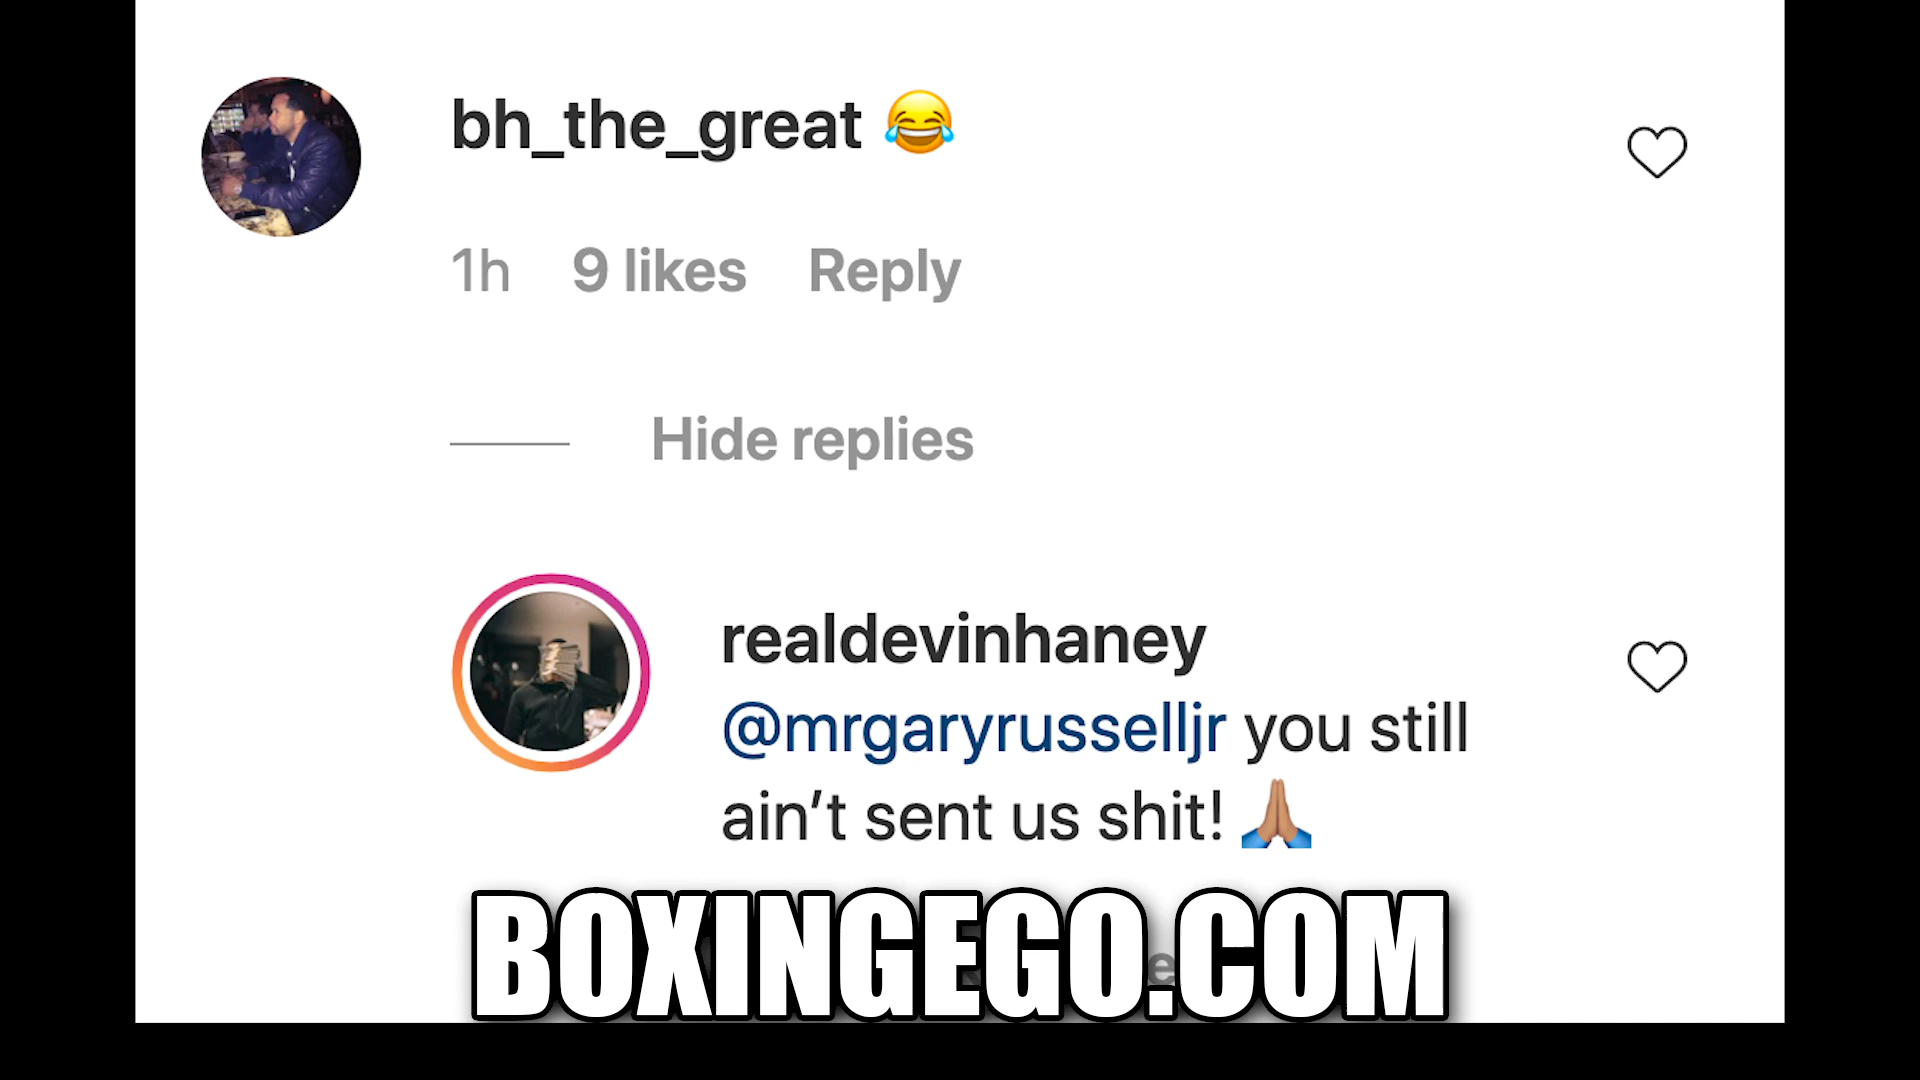 bh_the_great 😂
1h 9 likes Reply
Hide replies
realdevinhaney
@mrgaryrusselljr you still
ain’t sent us shit! 🙏🏽
BOXINGEGO.COM